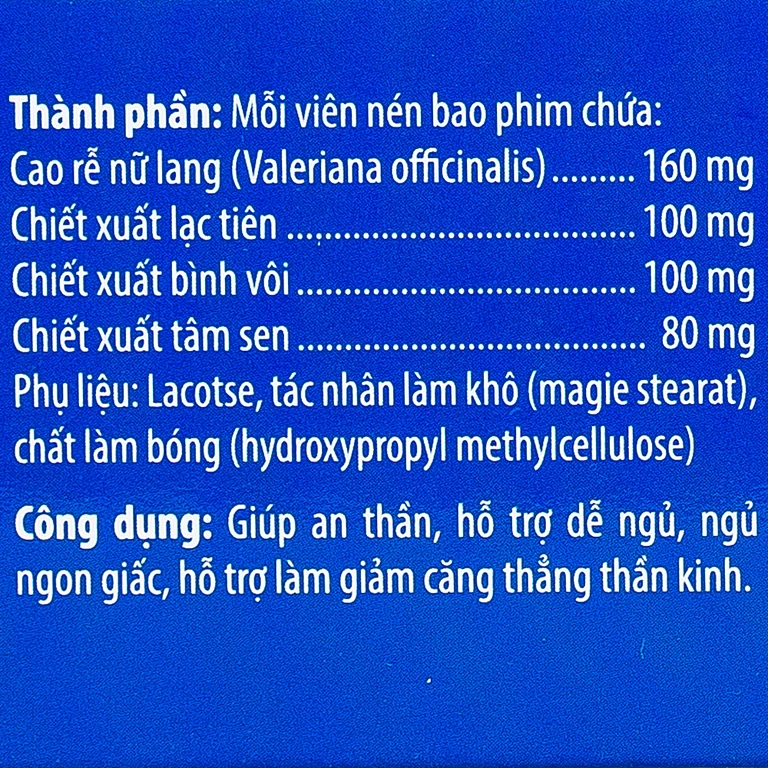 Thành phần: Mỗi viên nén bao phim chứa:
Cao rễ nữ lang (Valeriana officinalis)......... 160 mg
Chiết xuất lạc tiên ....................................... 100 mg
Chiết xuất bình vôi ...................................... 100 mg
Chiết xuất tâm sen ....................................... 80 mg
Phụ liệu: Lacotse, tác nhân làm khô (magie stearat),
chất làm bóng (hydroxypropyl methylcellulose)
Công dụng: Giúp an thần, hỗ trợ dễ ngủ, ngủ
ngon giấc, hỗ trợ làm giảm căng thẳng thần kinh.